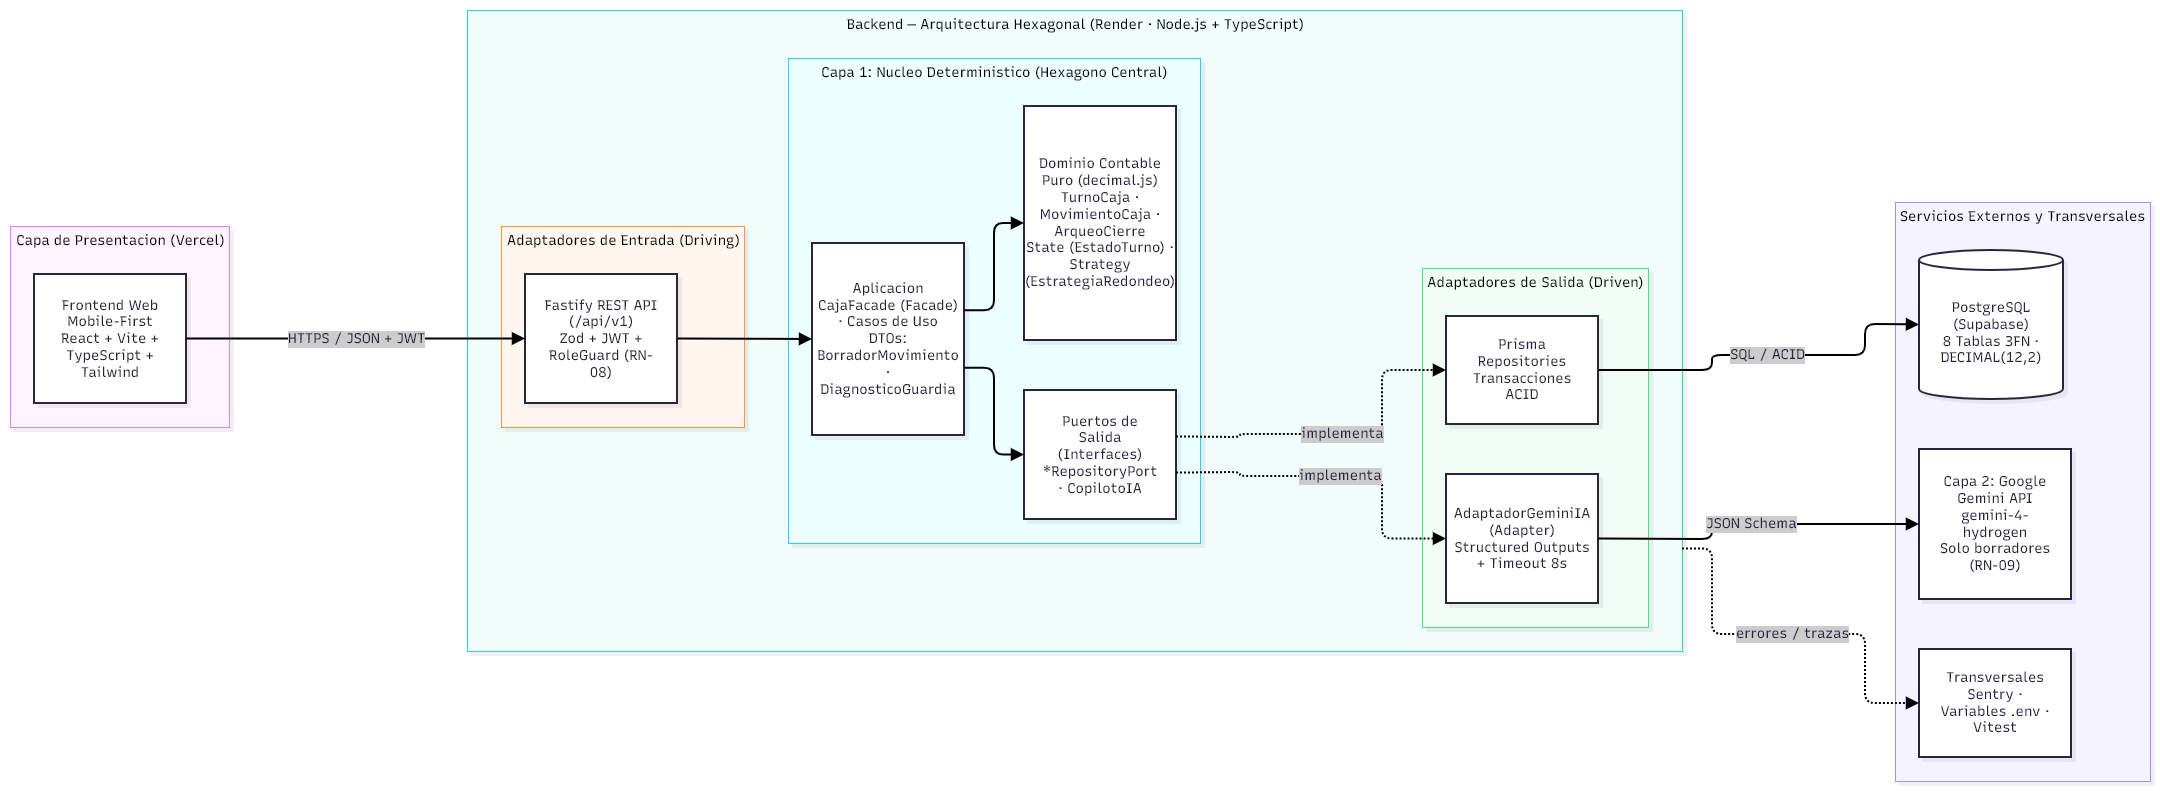 Backend – Arquitectura Hexagonal (Render · Node.js + TypeScript)
Capa 1: Nucleo Deterministico (Hexagono Central)
Capa de Presentacion (Vercel)
Frontend Web
Mobile-First
React + Vite +
TypeScript +
Tailwind
HTTPS / JSON + JWT
Adaptadores de Entrada (Driving)
Fastify REST API
(/api/v1)
Zod + JWT +
RoleGuard (RN-
08)
Aplicacion
CajaFacade (Facade)
· Casos de Uso
DTOs:
BorradorMovimiento
·
DiagnosticoGuardia
Dominio Contable
Puro (decimal.js)
TurnoCaja ·
MovimientoCaja ·
ArqueoCierre
State (EstadoTurno) ·
Strategy
(EstrategiaRedondeo)
Puertos de
Salida
(Interfaces)
*RepositoryPort
· CopilotoIA
implementa
implementa
Adaptadores de Salida (Driven)
Prisma
Repositories
Transacciones
ACID
AdaptadorGeminiIA
(Adapter)
Structured Outputs
+ Timeout 8s
SQL / ACID
JSON Schema
errores / trazas
Servicios Externos y Transversales
PostgreSQL
(Supabase)
8 Tablas 3FN ·
DECIMAL(12,2)
Capa 2: Google
Gemini API
gemini-4-
hydrogen
Solo borradores
(RN-09)
Transversales
Sentry ·
Variables .env ·
Vitest